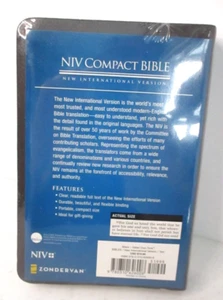 NIV COMPACT BIBLE
NEW INTERNATIONAL VERSION
The New International Version is the world's most
most trusted, and most understood modern-Eng
Bible translation—easy to understand, yet rich with
the detail found in the original languages. The NIV is
the result of over 50 years of work by the Committee
on Bible Translation, overseeing the efforts of many
contributing scholars. Representing the spectrum of
evangelicalism, the translators come from a wide
range of denominations and various countries, and
continually review new research in order to ensure the
NIV remains at the forefront of accessibility, relevance,
and authority.
FEATURES
• Clear, readable full text of the New International Version
• Durable, beautiful, and flexible binding
• Portable, compact size
• Ideal for gift-giving
ACTUAL SIZE
NIV
ZONDERVAN